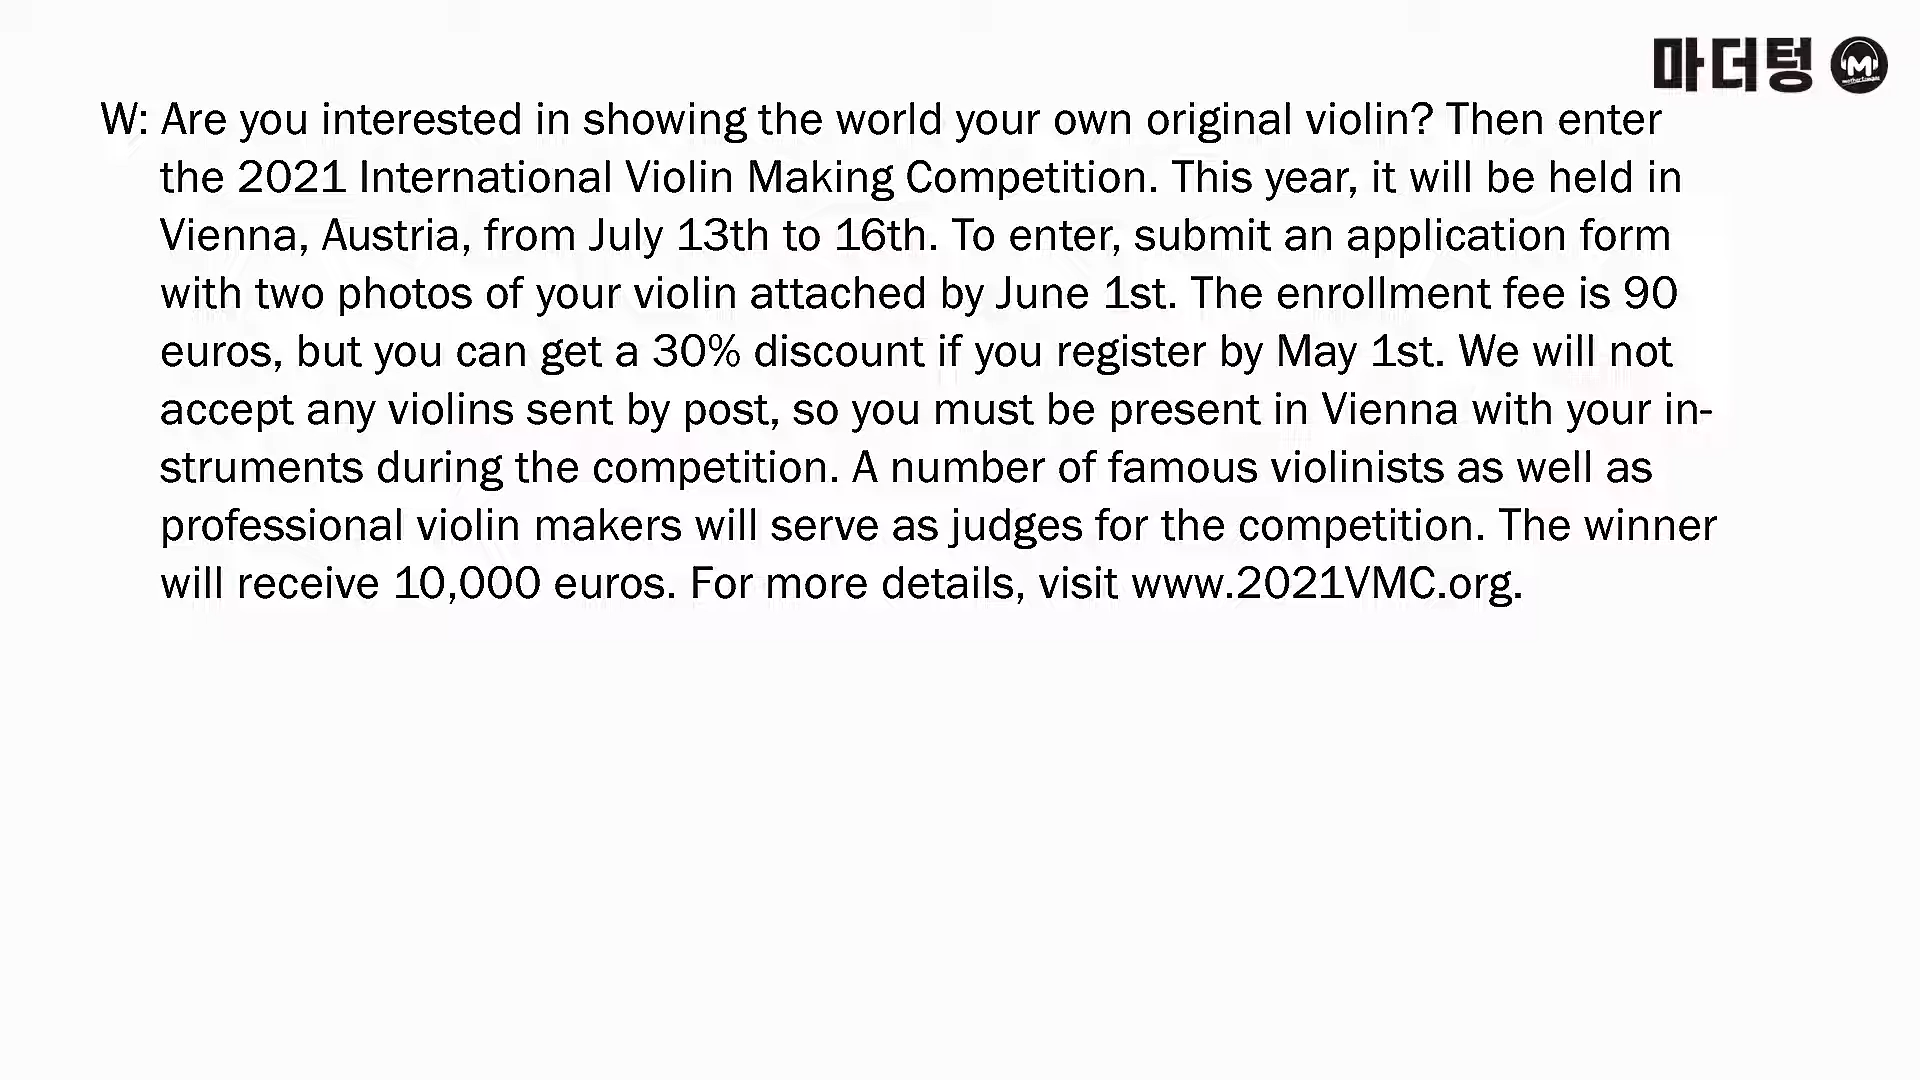 마더텅
W: Are you interested in showing the world your own original violin? Then enter
the 2021 International Violin Making Competition. This year, it will be held in
Vienna, Austria, from July 13th to 16th. To enter, submit an application form
with two photos of your violin attached by June 1st. The enrollment fee is 90
euros, but you can get a 30% discount if you register by May 1st. We will not
accept any violins sent by post, so you must be present in Vienna with your in-
struments during the competition. A number of famous violinists as well as
professional violin makers will serve as judges for the competition. The winner
will receive 10,000 euros. For more details, visit www.2021VMC.org.